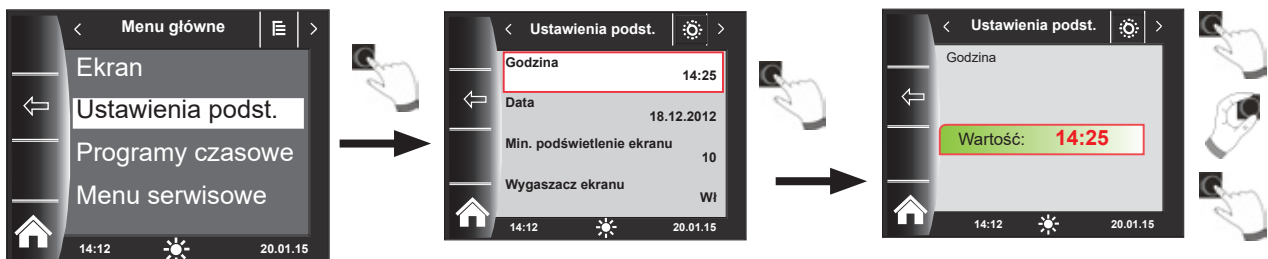 Menu główne
Ekran
Ustawienia podst.
Programy czasowe
Menu serwisowe
14:12
20.01.15
Ustawienia podst.
Godzina
14:25
Data
18.12.2012
Min. podświetlenie ekranu
10
Wygaszacz ekranu
Wł
14:12
20.01.15
Ustawienia podst.
Godzina
Wartość: 14:25
14:12
20.01.15